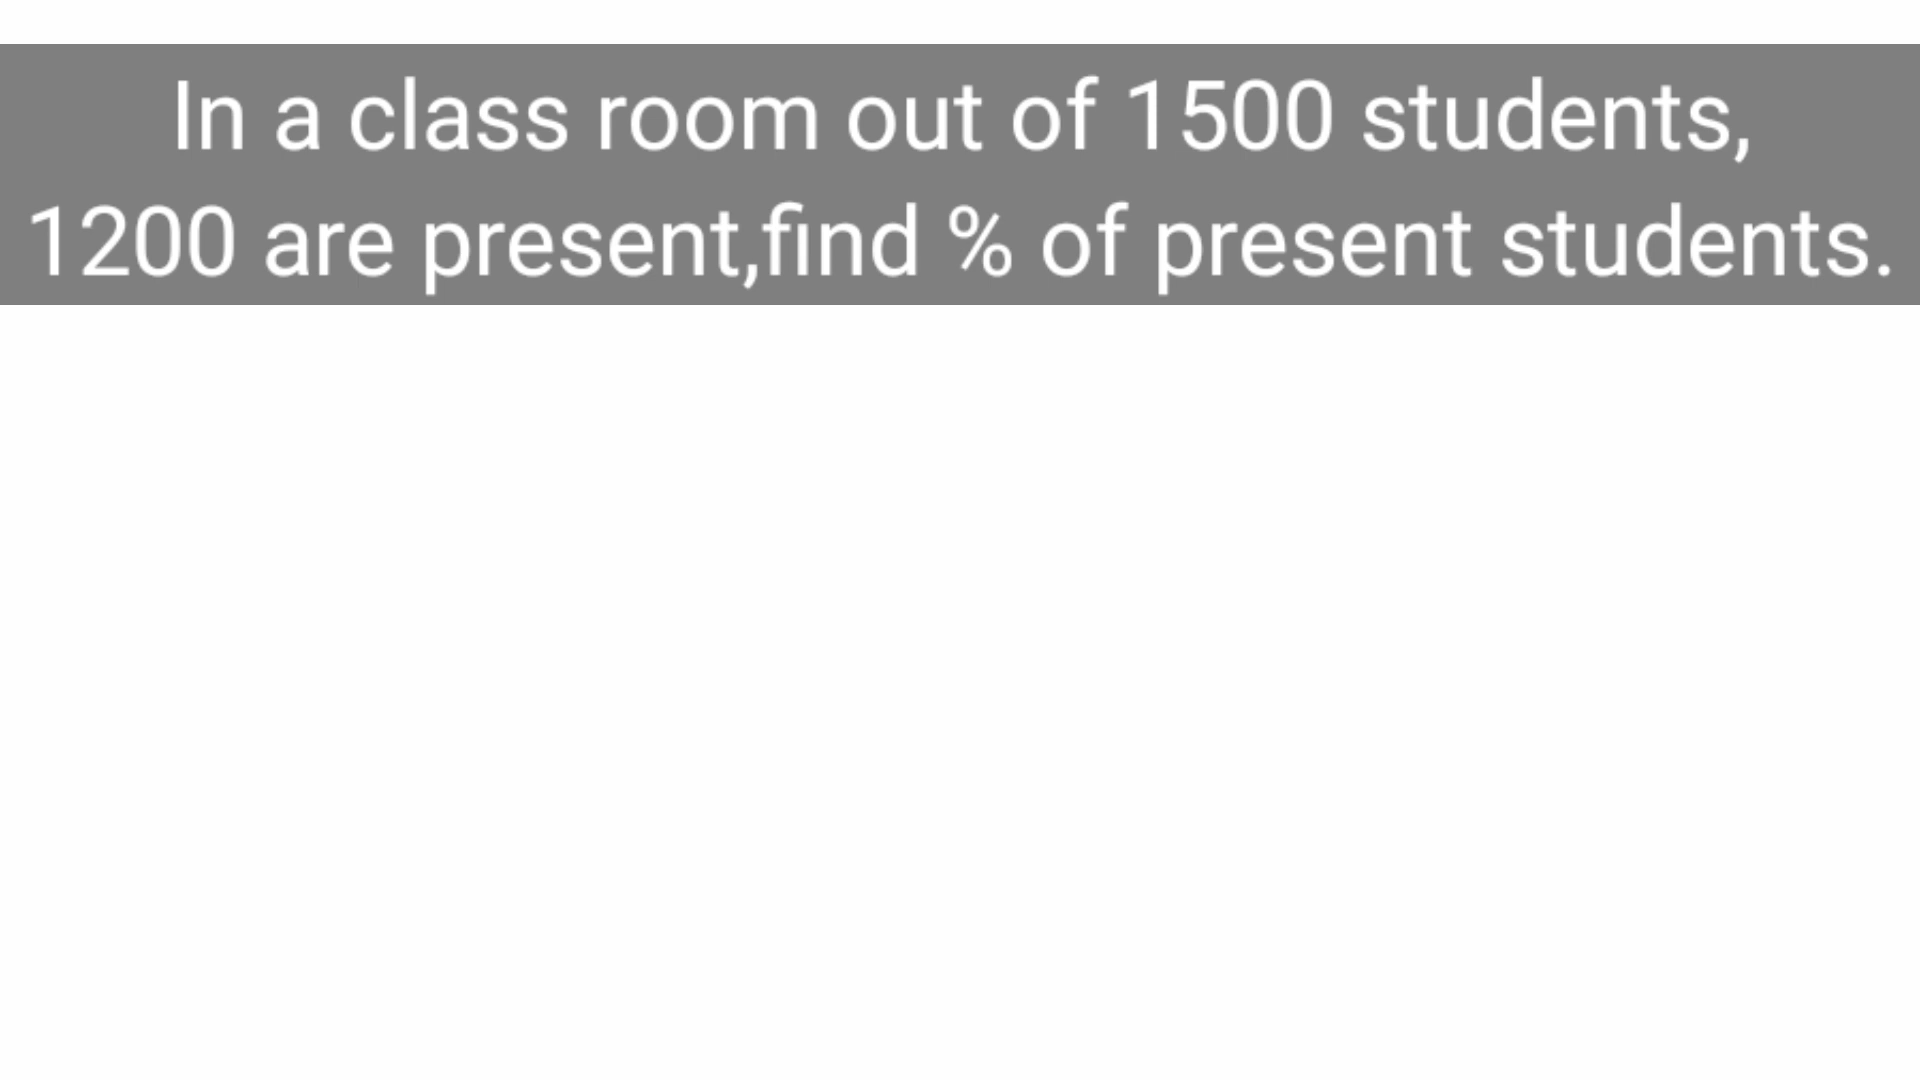 In a class room out of 1500 students,
1200 are present,find % of present students.